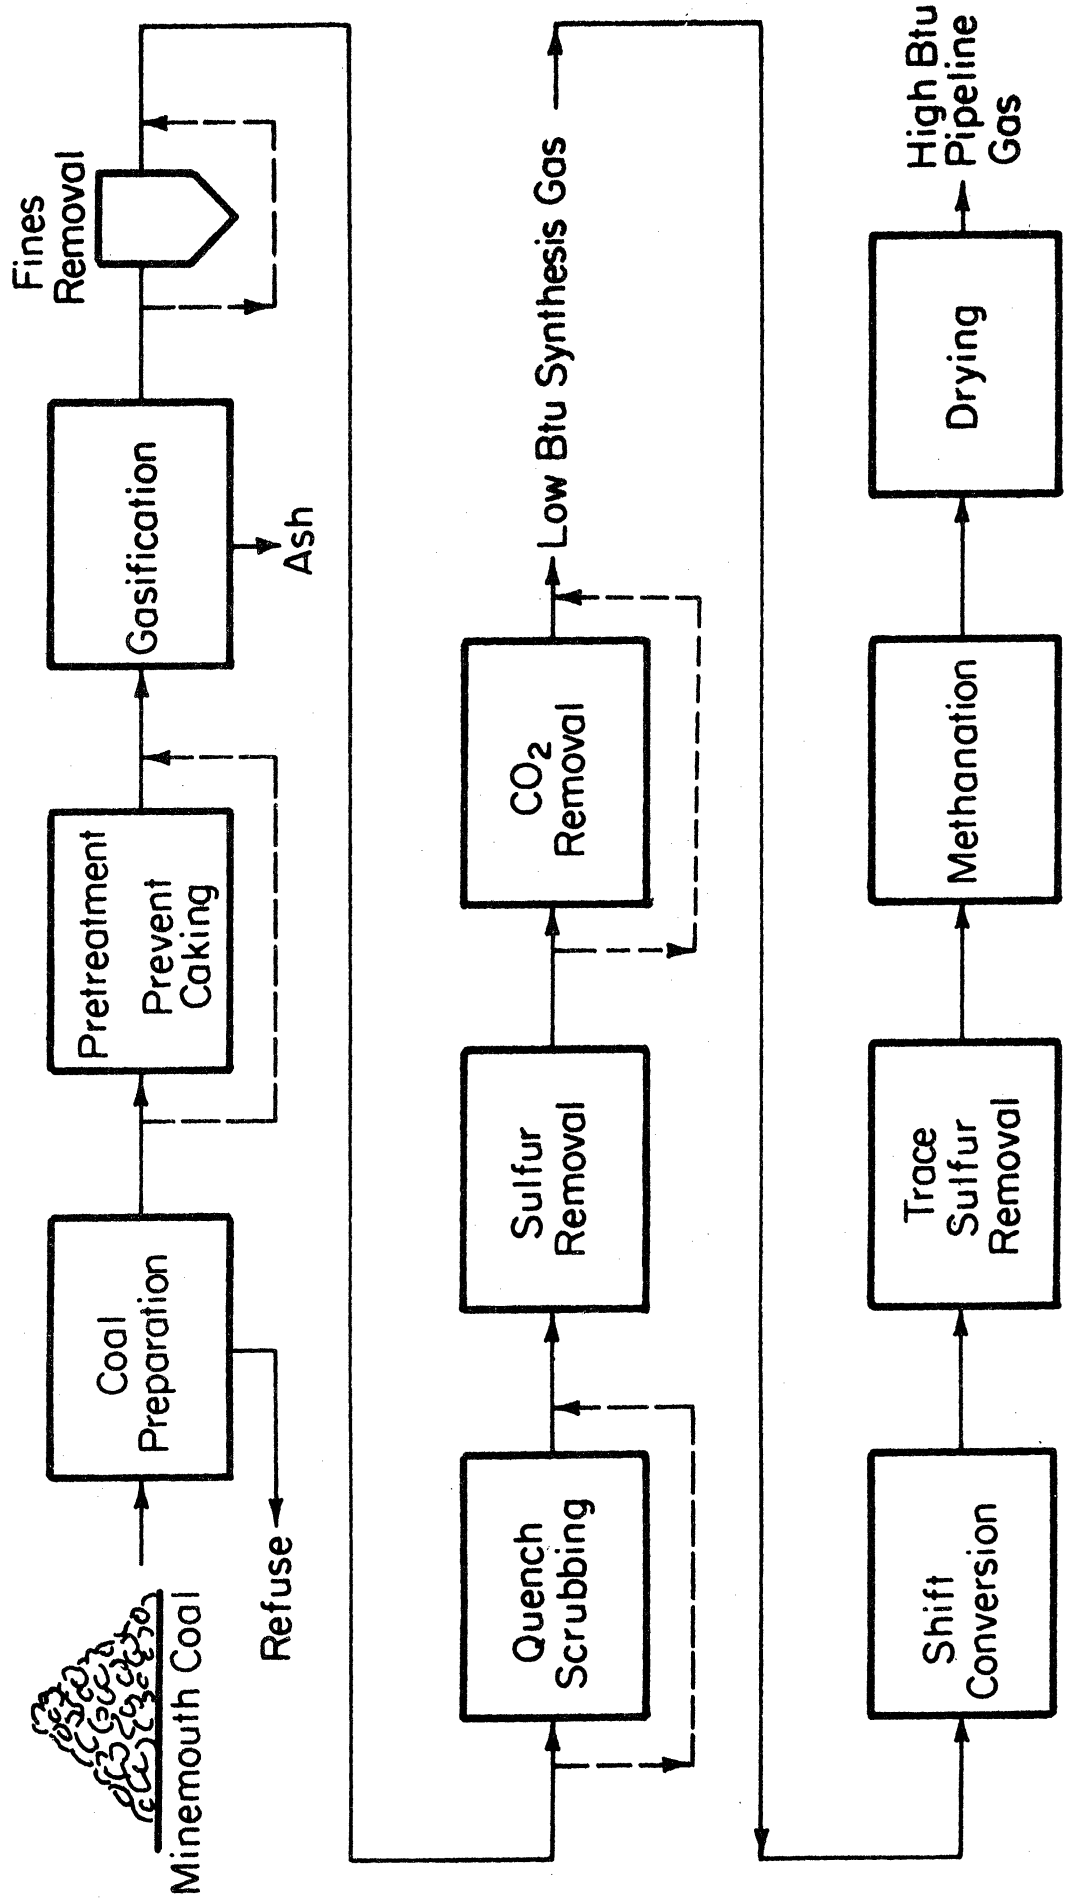 Minemouth Coal
Coal
Preparation
Refuse
Pretreatment
Prevent
Caking
Gasification
Ash
Fines
Removal
Quench
Scrubbing
Sulfur
Removal
CO₂
Removal
Low Btu Synthesis Gas
Shift
Conversion
Trace
Sulfur
Removal
Methanation
Drying
High Btu
Pipeline
Gas